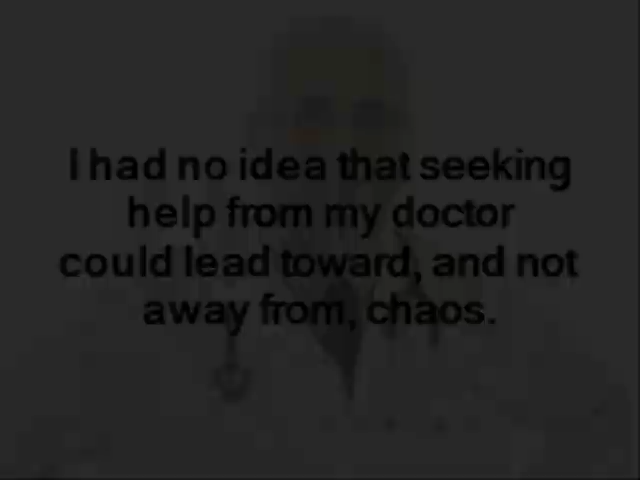 I had no idea that seeking
help from my doctor
could lead toward, and not
away from, chaos.